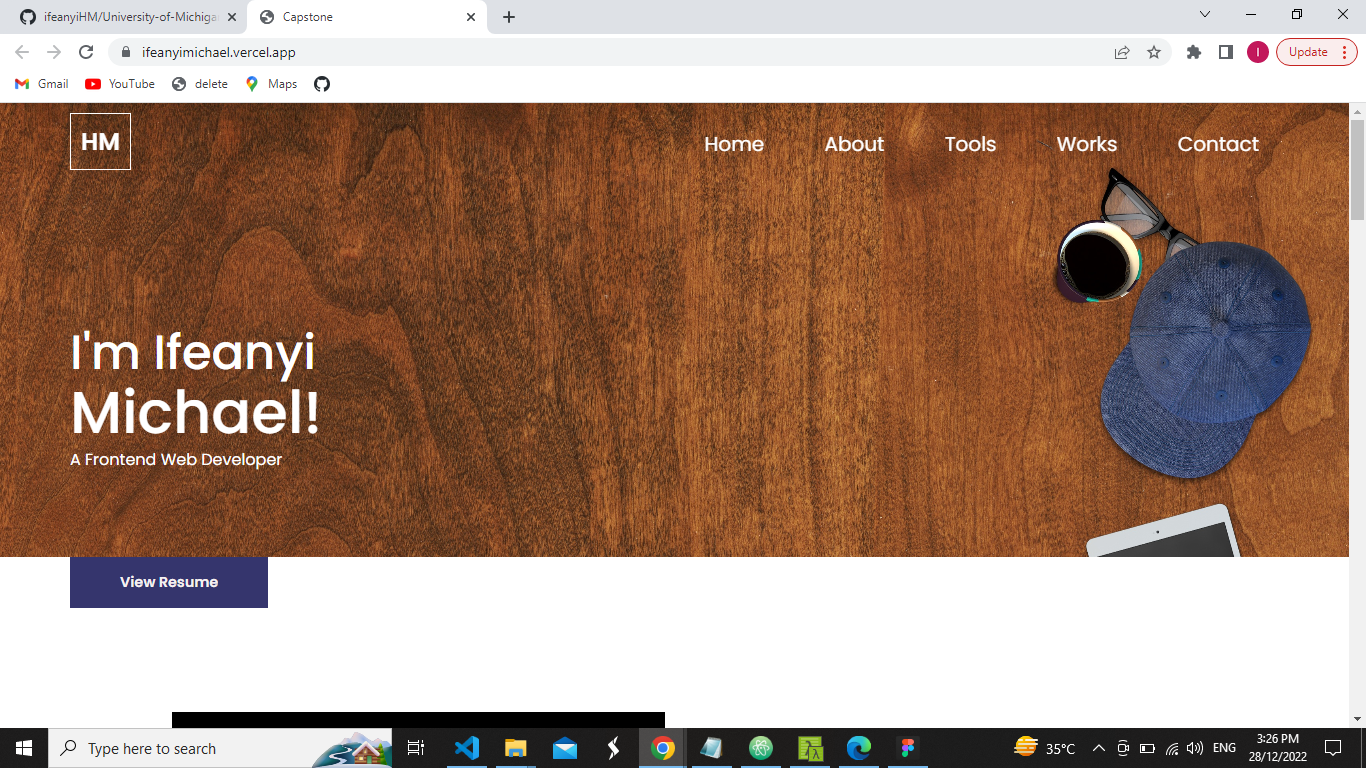 ifeanyiHM/University-of-Michiga
Capstone
ifeanyimichael.vercel.app
I
Update
Gmail
YouTube
delete
Maps
HM
Home
About
Tools
Works
Contact
I'm Ifeanyi
Michael!
A Frontend Web Developer
View Resume
Type here to search
35°C
ENG
3:26 PM
28/12/2022